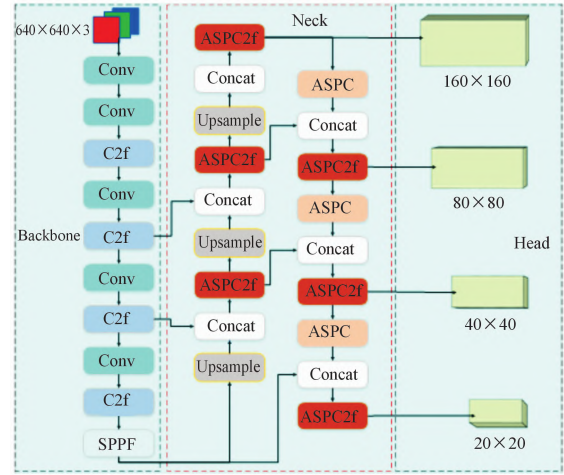 640×640×3
Conv
Conv
C2f
Conv
Backbone
C2f
Conv
C2f
Conv
C2f
SPPF
Neck
ASPC2f
Concat
Upsample
ASPC2f
Concat
Upsample
ASPC2f
Concat
Upsample
ASPC
Concat
ASPC2f
ASPC
Concat
ASPC2f
ASPC
Concat
ASPC2f
160×160
80×80
Head
40×40
20×20